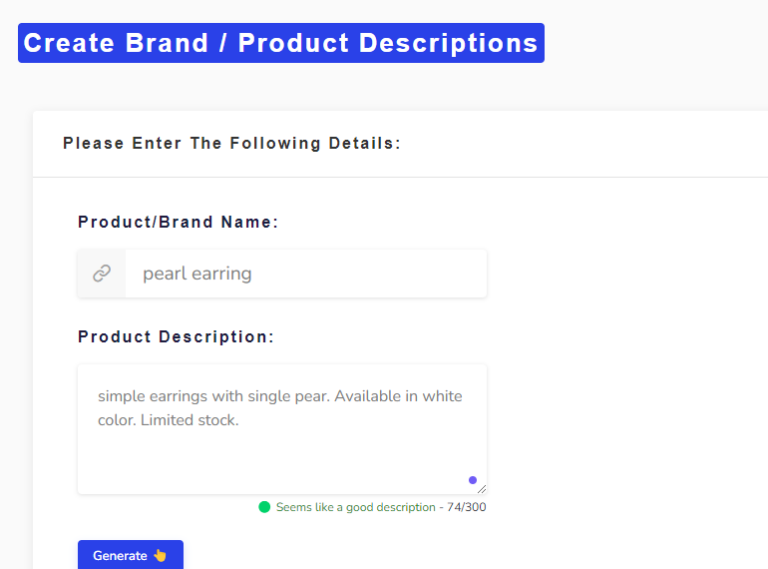 Create Brand / Product Descriptions
Please Enter The Following Details:
Product/Brand Name:
pearl earring
Product Description:
simple earrings with single pear. Available in white
color. Limited stock.
Seems like a good description - 74/300
Generate 👆